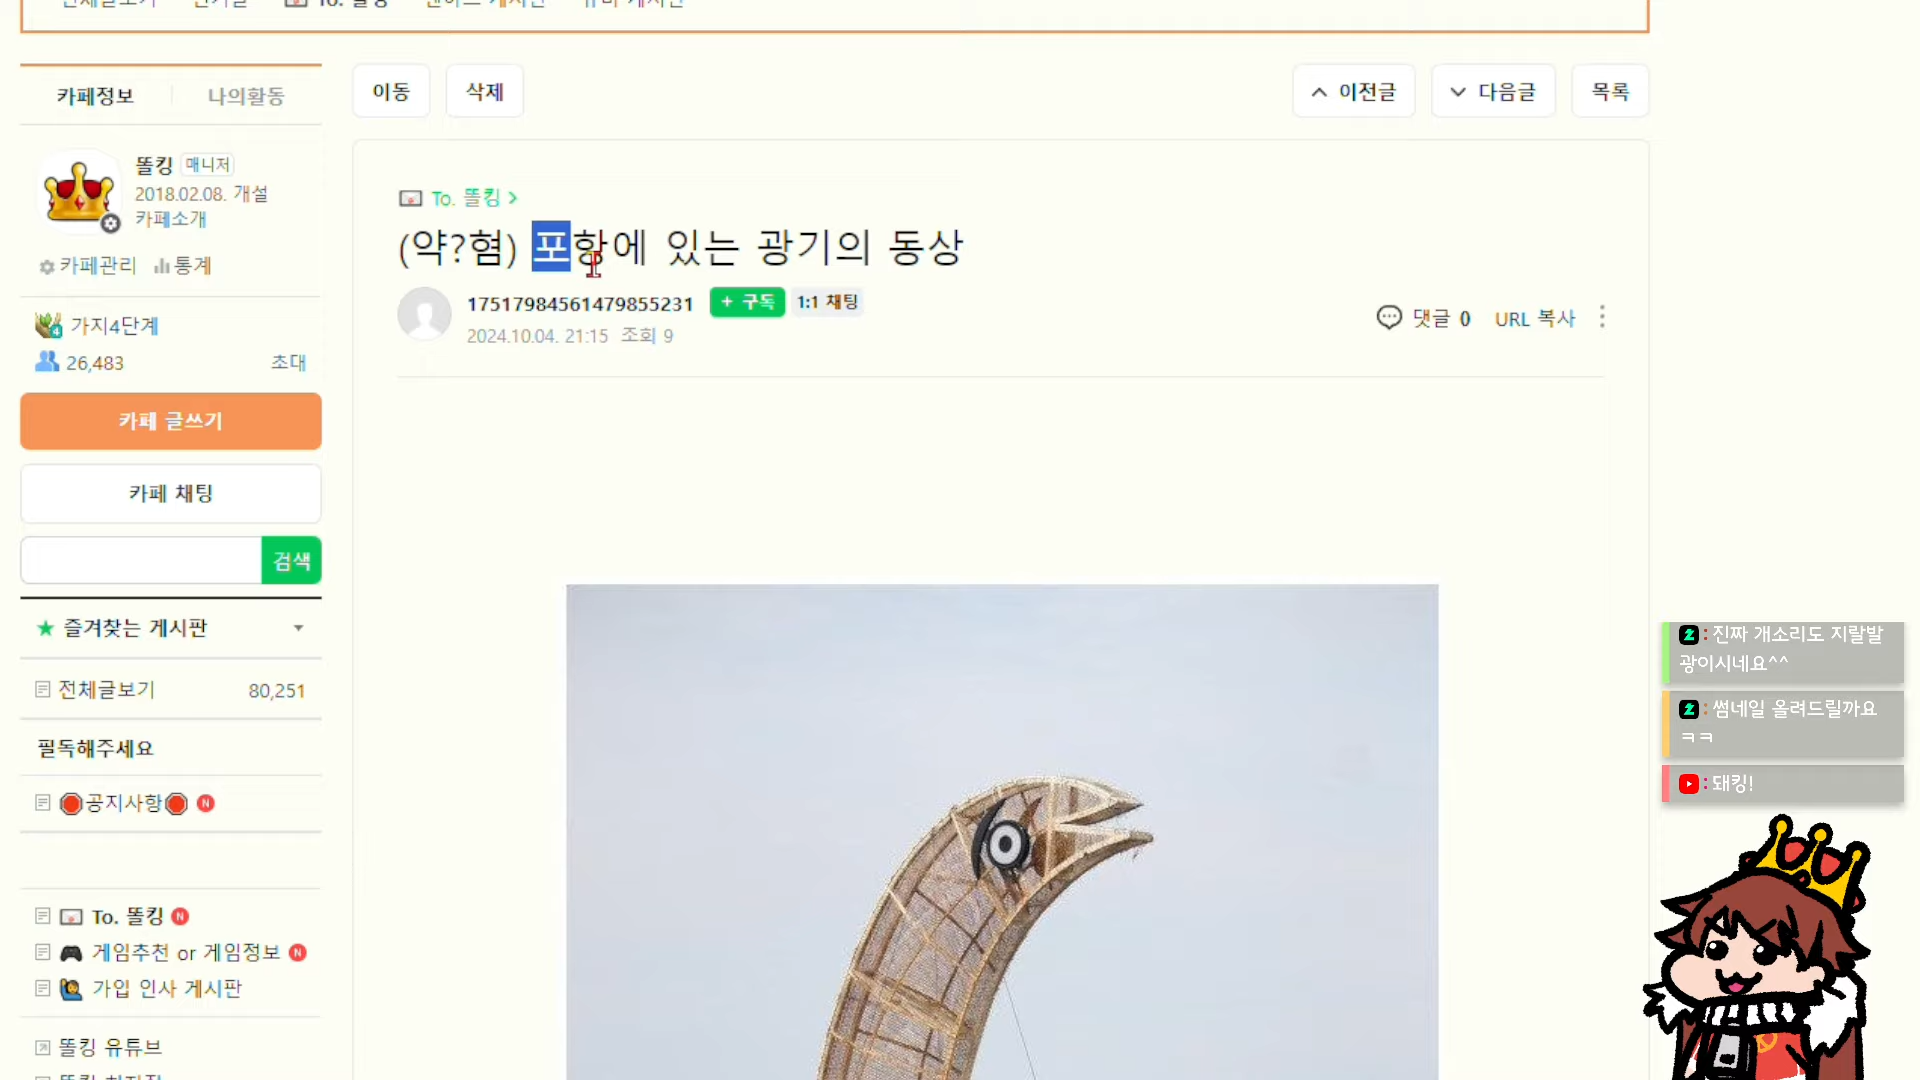 카페정보
나의활동
이동
삭제
이전글
다음글
목록
똘킹 매니저
2018.02.08. 개설
카페소개
카페관리
통계
가지4단계
26,483
초대
카페 글쓰기
카페 채팅
검색
즐겨찾는 게시판
전체글보기
80,251
필독해주세요
공지사항 N
To. 똘킹 N
게임추천 or 게임정보 N
가입 인사 게시판
똘킹 유튜브
To. 똘킹 >
(약?혐) 포항에 있는 광기의 동상
17517984561479855231
+ 구독
1:1 채팅
2024.10.04. 21:15 조회 9
댓글 0
URL 복사
: 진짜 개소리도 지랄발
광이시네요^^
: 썸네일 올려드릴까요
ㅋㅋ
: 돼킹!